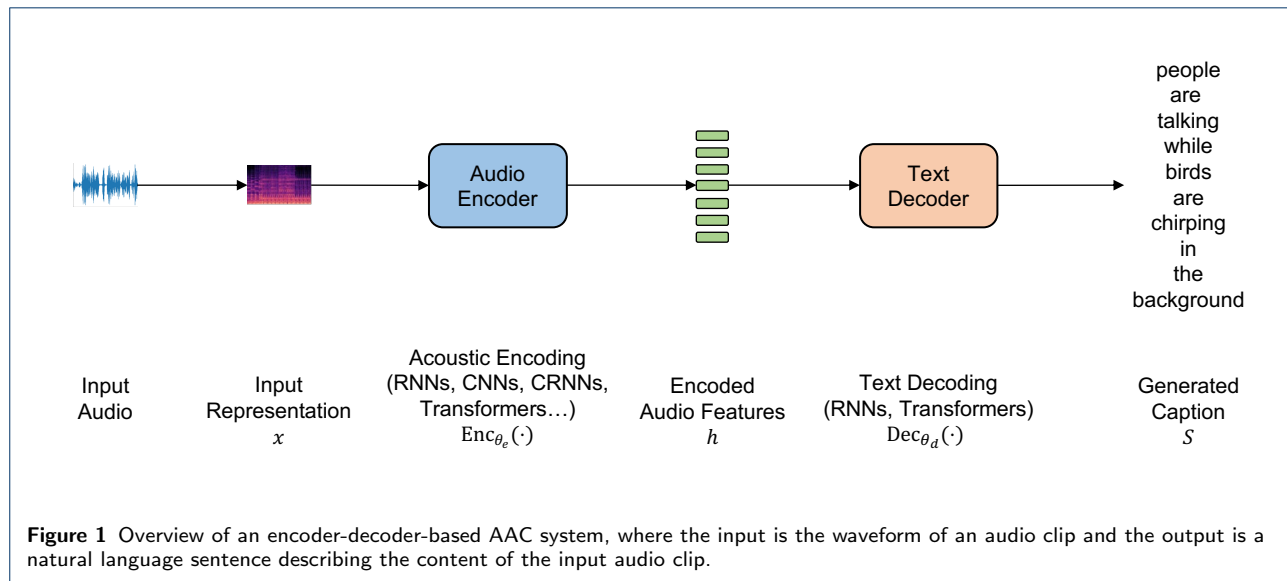 people
are
talking
while
birds
are
chirping
in
the
background
Audio
Encoder
Text
Decoder
Input
Audio
Input
Representation
x
Acoustic Encoding
(RNNs, CNNs, CRNNs,
Transformers…)
Enc_θₑ(·)
Encoded
Audio Features
h
Text Decoding
(RNNs, Transformers)
Dec_θ_d(·)
Generated
Caption
S
Figure 1 Overview of an encoder-decoder-based AAC system, where the input is the waveform of an audio clip and the output is a
natural language sentence describing the content of the input audio clip.